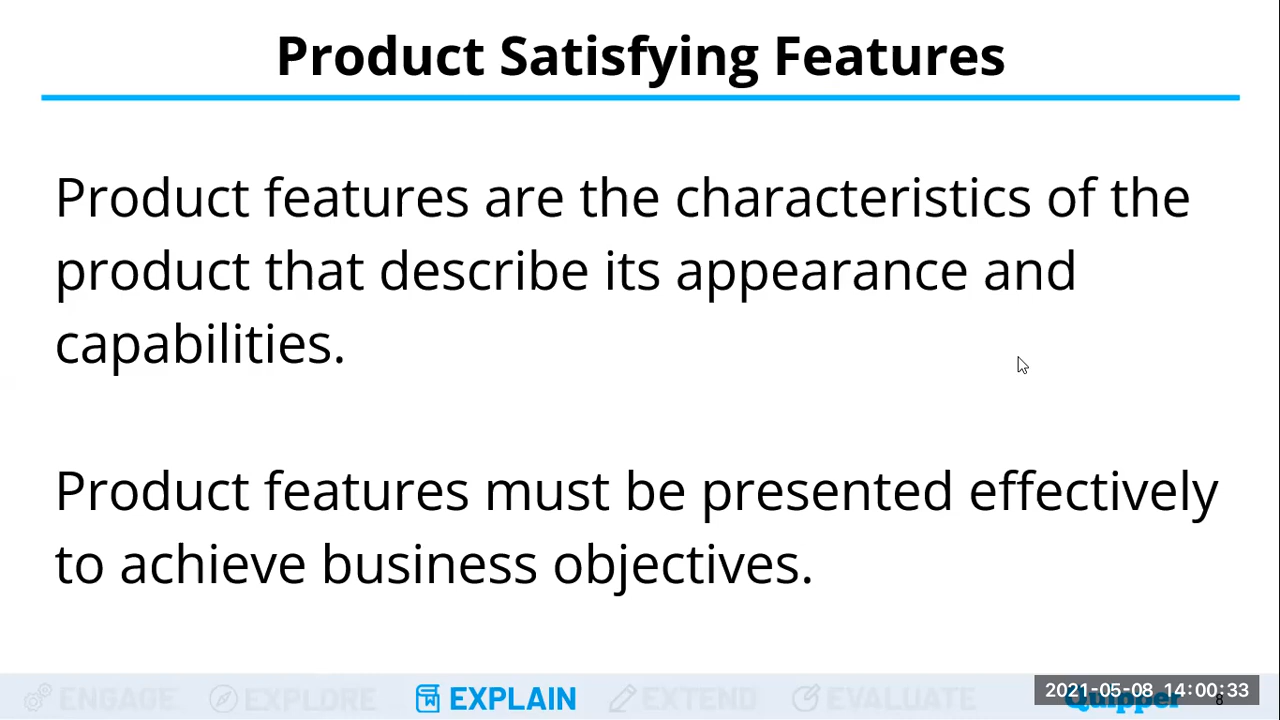 Product Satisfying Features
Product features are the characteristics of the
product that describe its appearance and
capabilities.
Product features must be presented effectively
to achieve business objectives.
ENGAGE
EXPLORE
EXPLAIN
EXTEND
EVALUATE
2021-05-08 14:00:33
Quipper
8